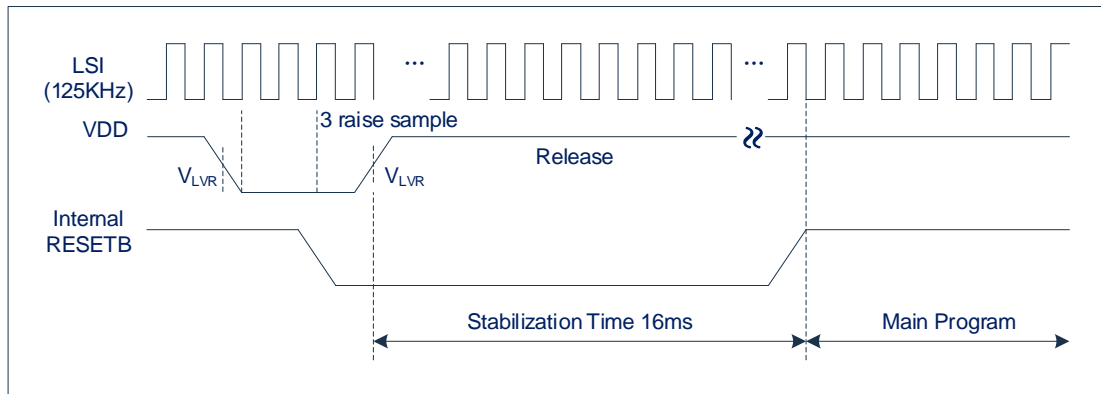 LSI
(125KHz)
...
...
3 raise sample
VDD
Release
VLVR
VLVR
Internal
RESETB
Stabilization Time 16ms
Main Program